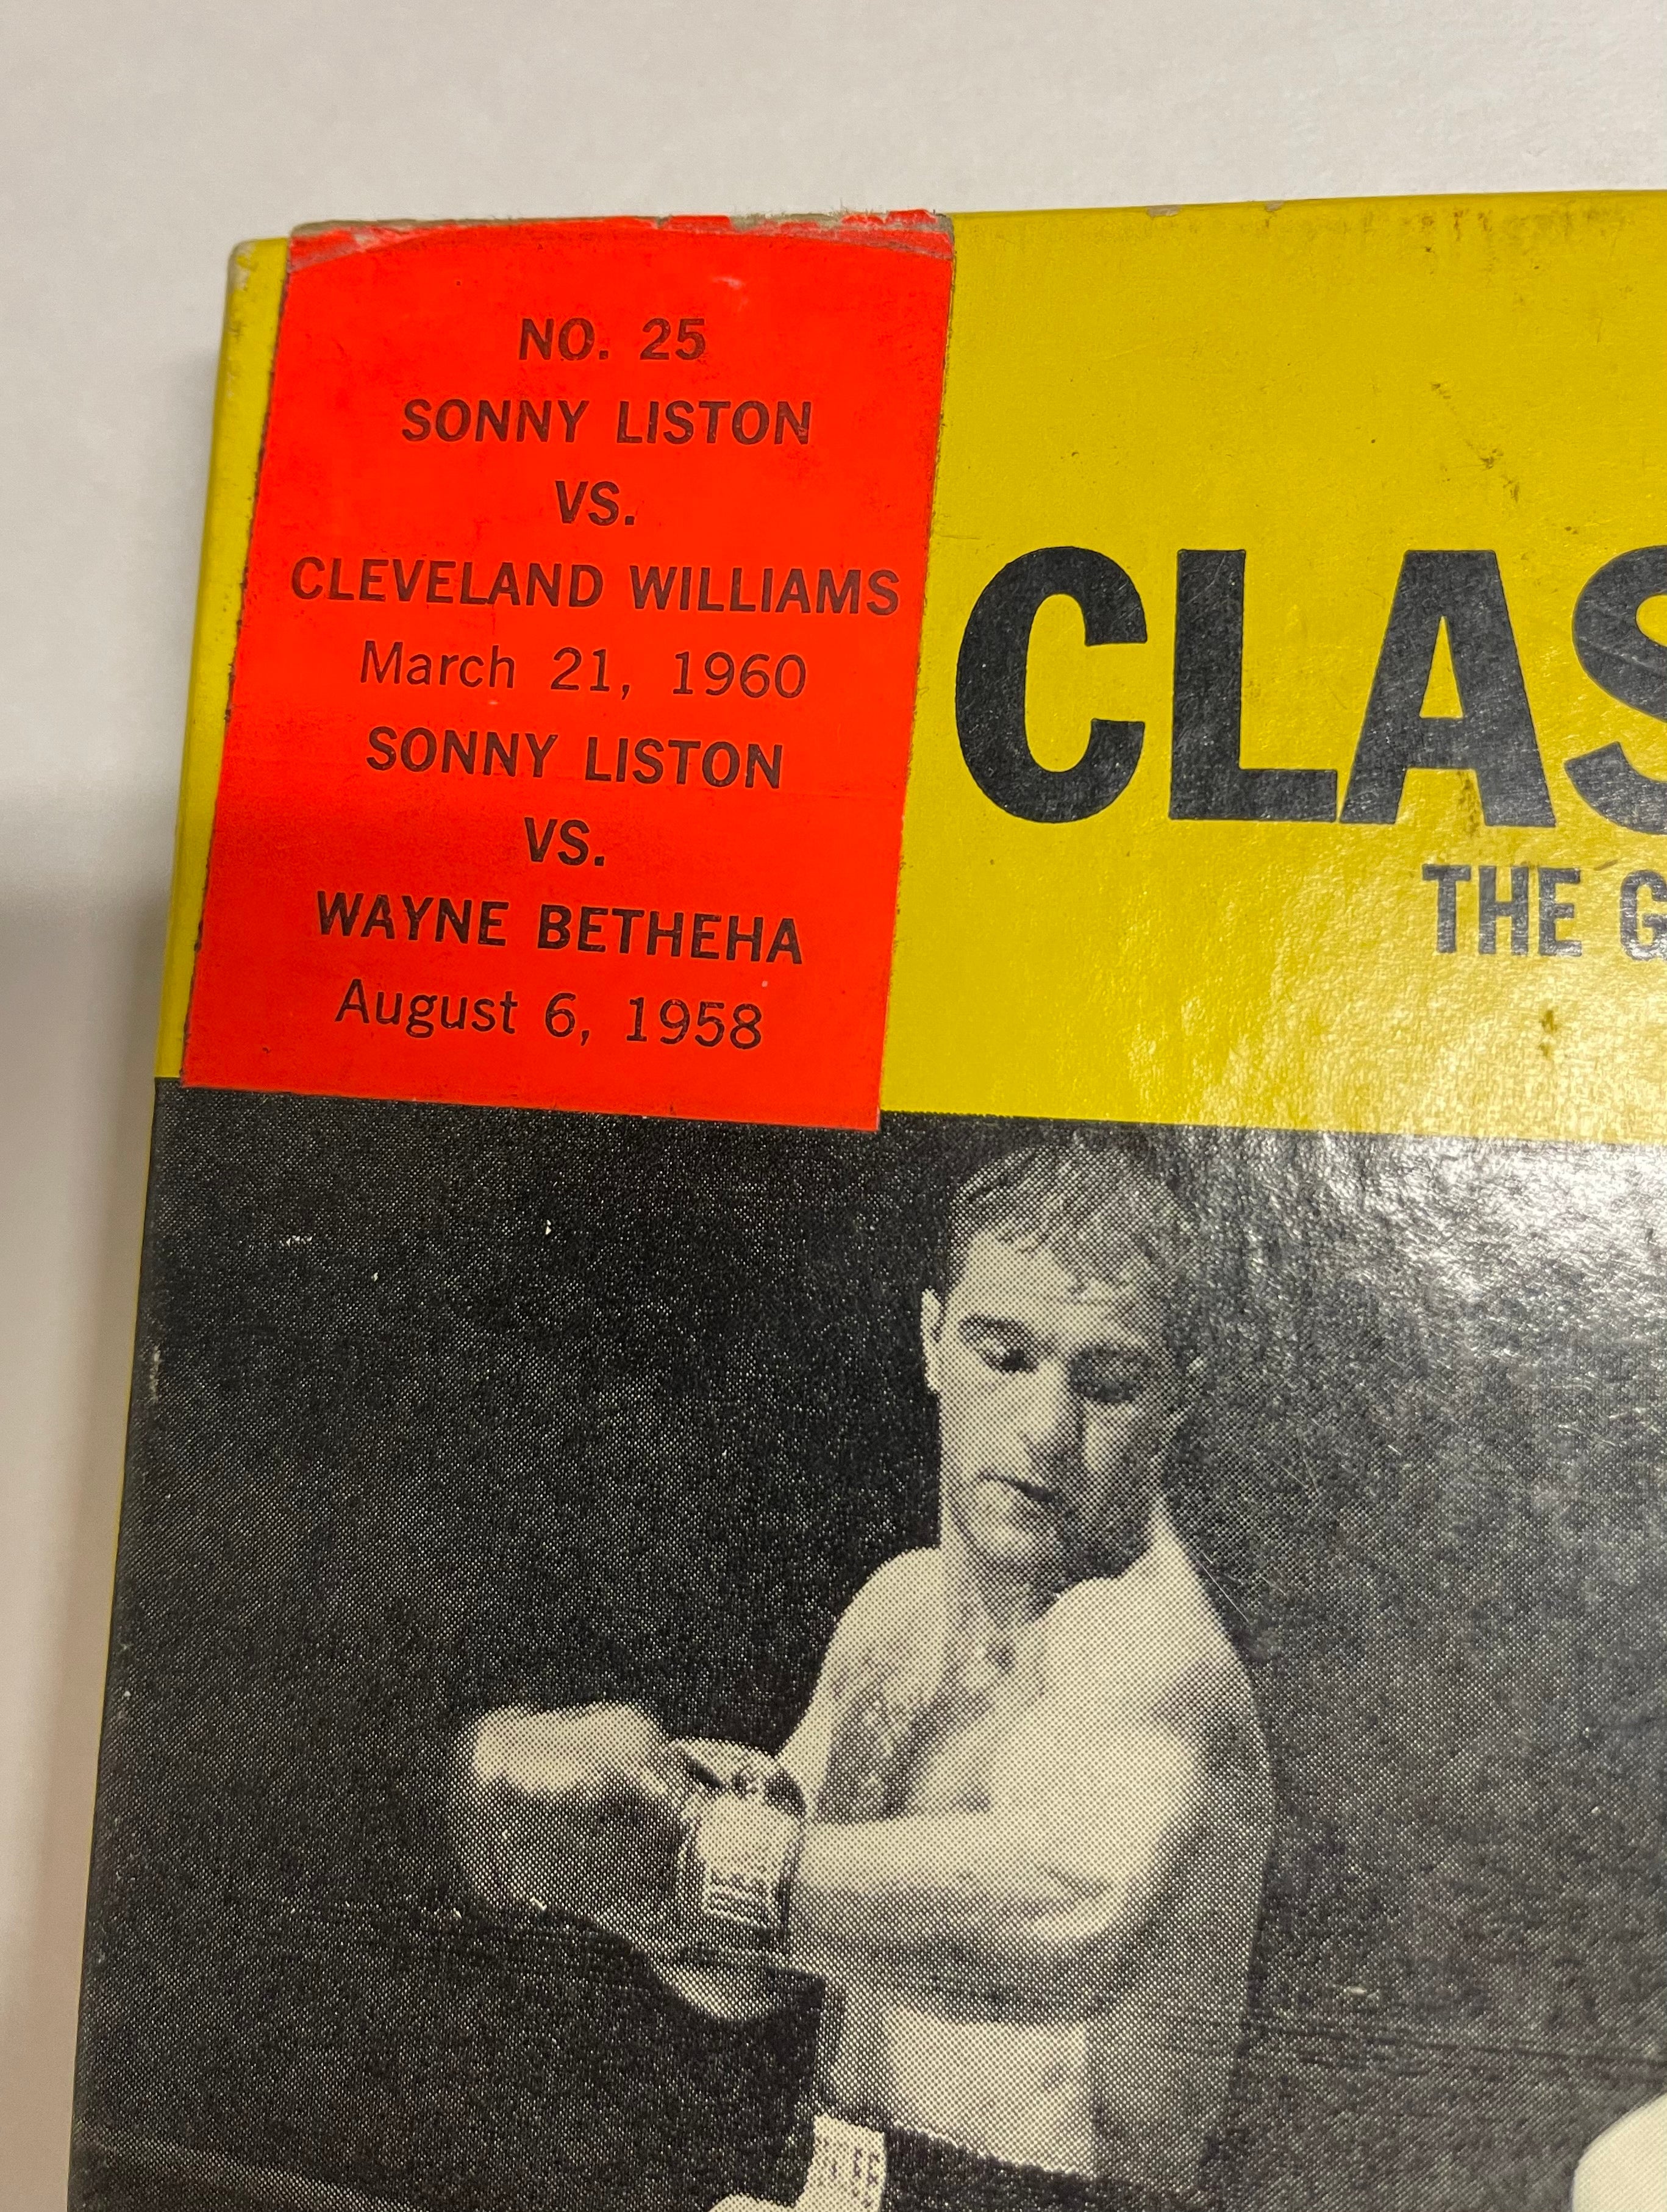 NO. 25
SONNY LISTON
VS.
CLEVELAND WILLIAMS
March 21, 1960
SONNY LISTON
VS.
WAYNE BETHEHA
August 6, 1958
CLAS
THE G